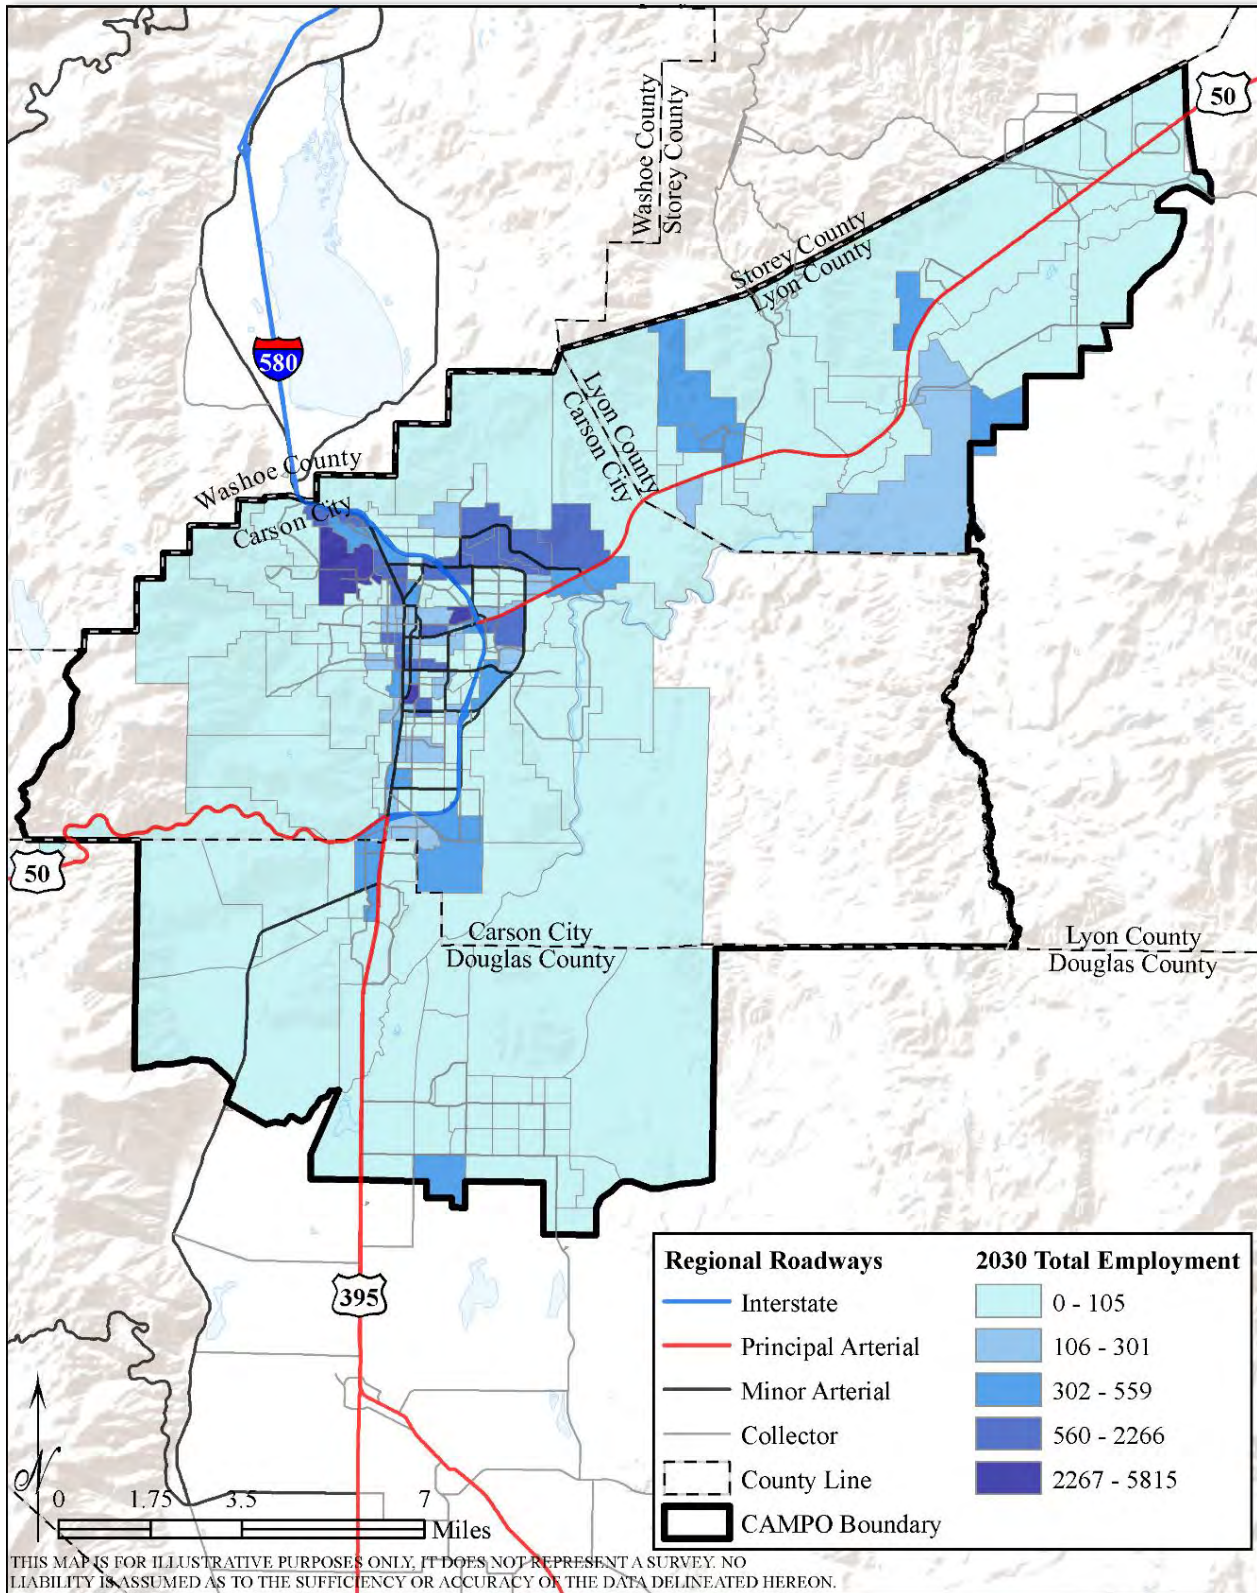 50
Washoe County
Storey County
Storey County
Lyon County
580
Lyon County
Carson City
Washoe County
Carson City
50
Carson City
Douglas County
Lyon County
Douglas County
395
Regional Roadways
Interstate
Principal Arterial
Minor Arterial
Collector
County Line
CAMPO Boundary
2030 Total Employment
0 - 105
106 - 301
302 - 559
560 - 2266
2267 - 5815
N
0 1.75 3.5 7
Miles
THIS MAP IS FOR ILLUSTRATIVE PURPOSES ONLY. IT DOES NOT REPRESENT A SURVEY. NO
LIABILITY IS ASSUMED AS TO THE SUFFICIENCY OR ACCURACY OF THE DATA DELINEATED HEREON.